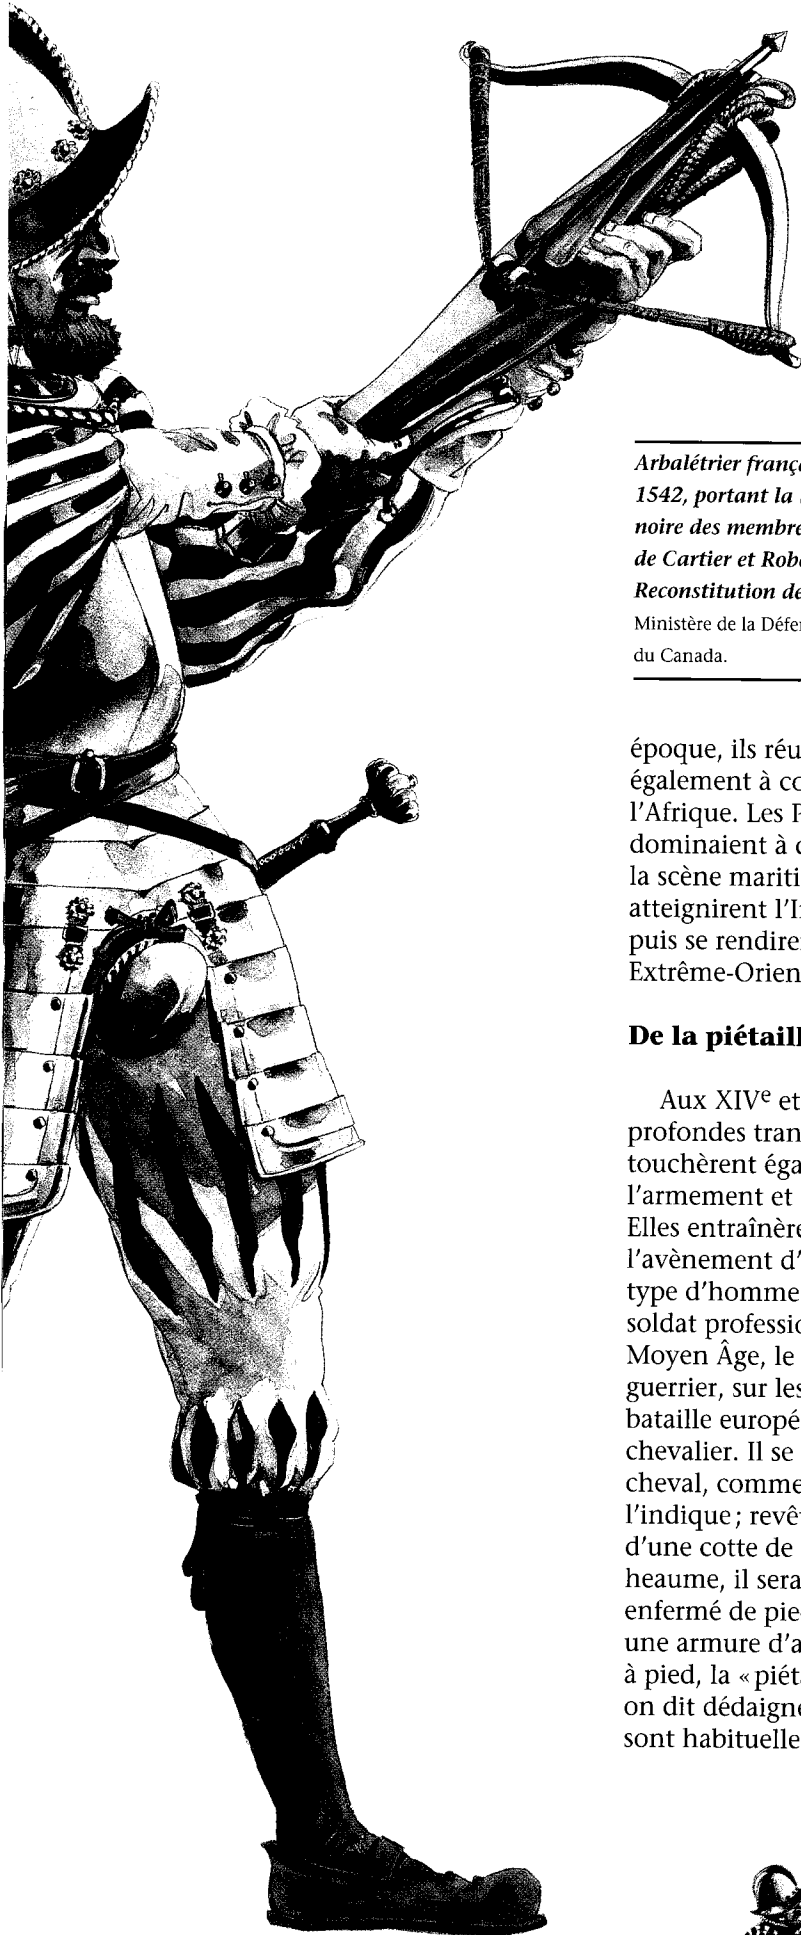 Arbalétrier frança
1542, portant la
noire des membre
de Cartier et Robe
Reconstitution de
Ministère de la Défen
du Canada.
époque, ils réu
également à co
l'Afrique. Les P
dominaient à c
la scène mariti
atteignirent l'I
puis se rendire
Extrême-Orien
De la piétaill
Aux XIVe et
profondes tran
touchèrent éga
l'armement et
Elles entraînère
l'avènement d'
type d'homme
soldat professio
Moyen Âge, le
guerrier, sur les
bataille europé
chevalier. Il se
cheval, comme
l'indique ; revê
d'une cotte de
heaume, il sera
enfermé de pie
une armure d'a
à pied, la « piét
on dit dédaigne
sont habituelle